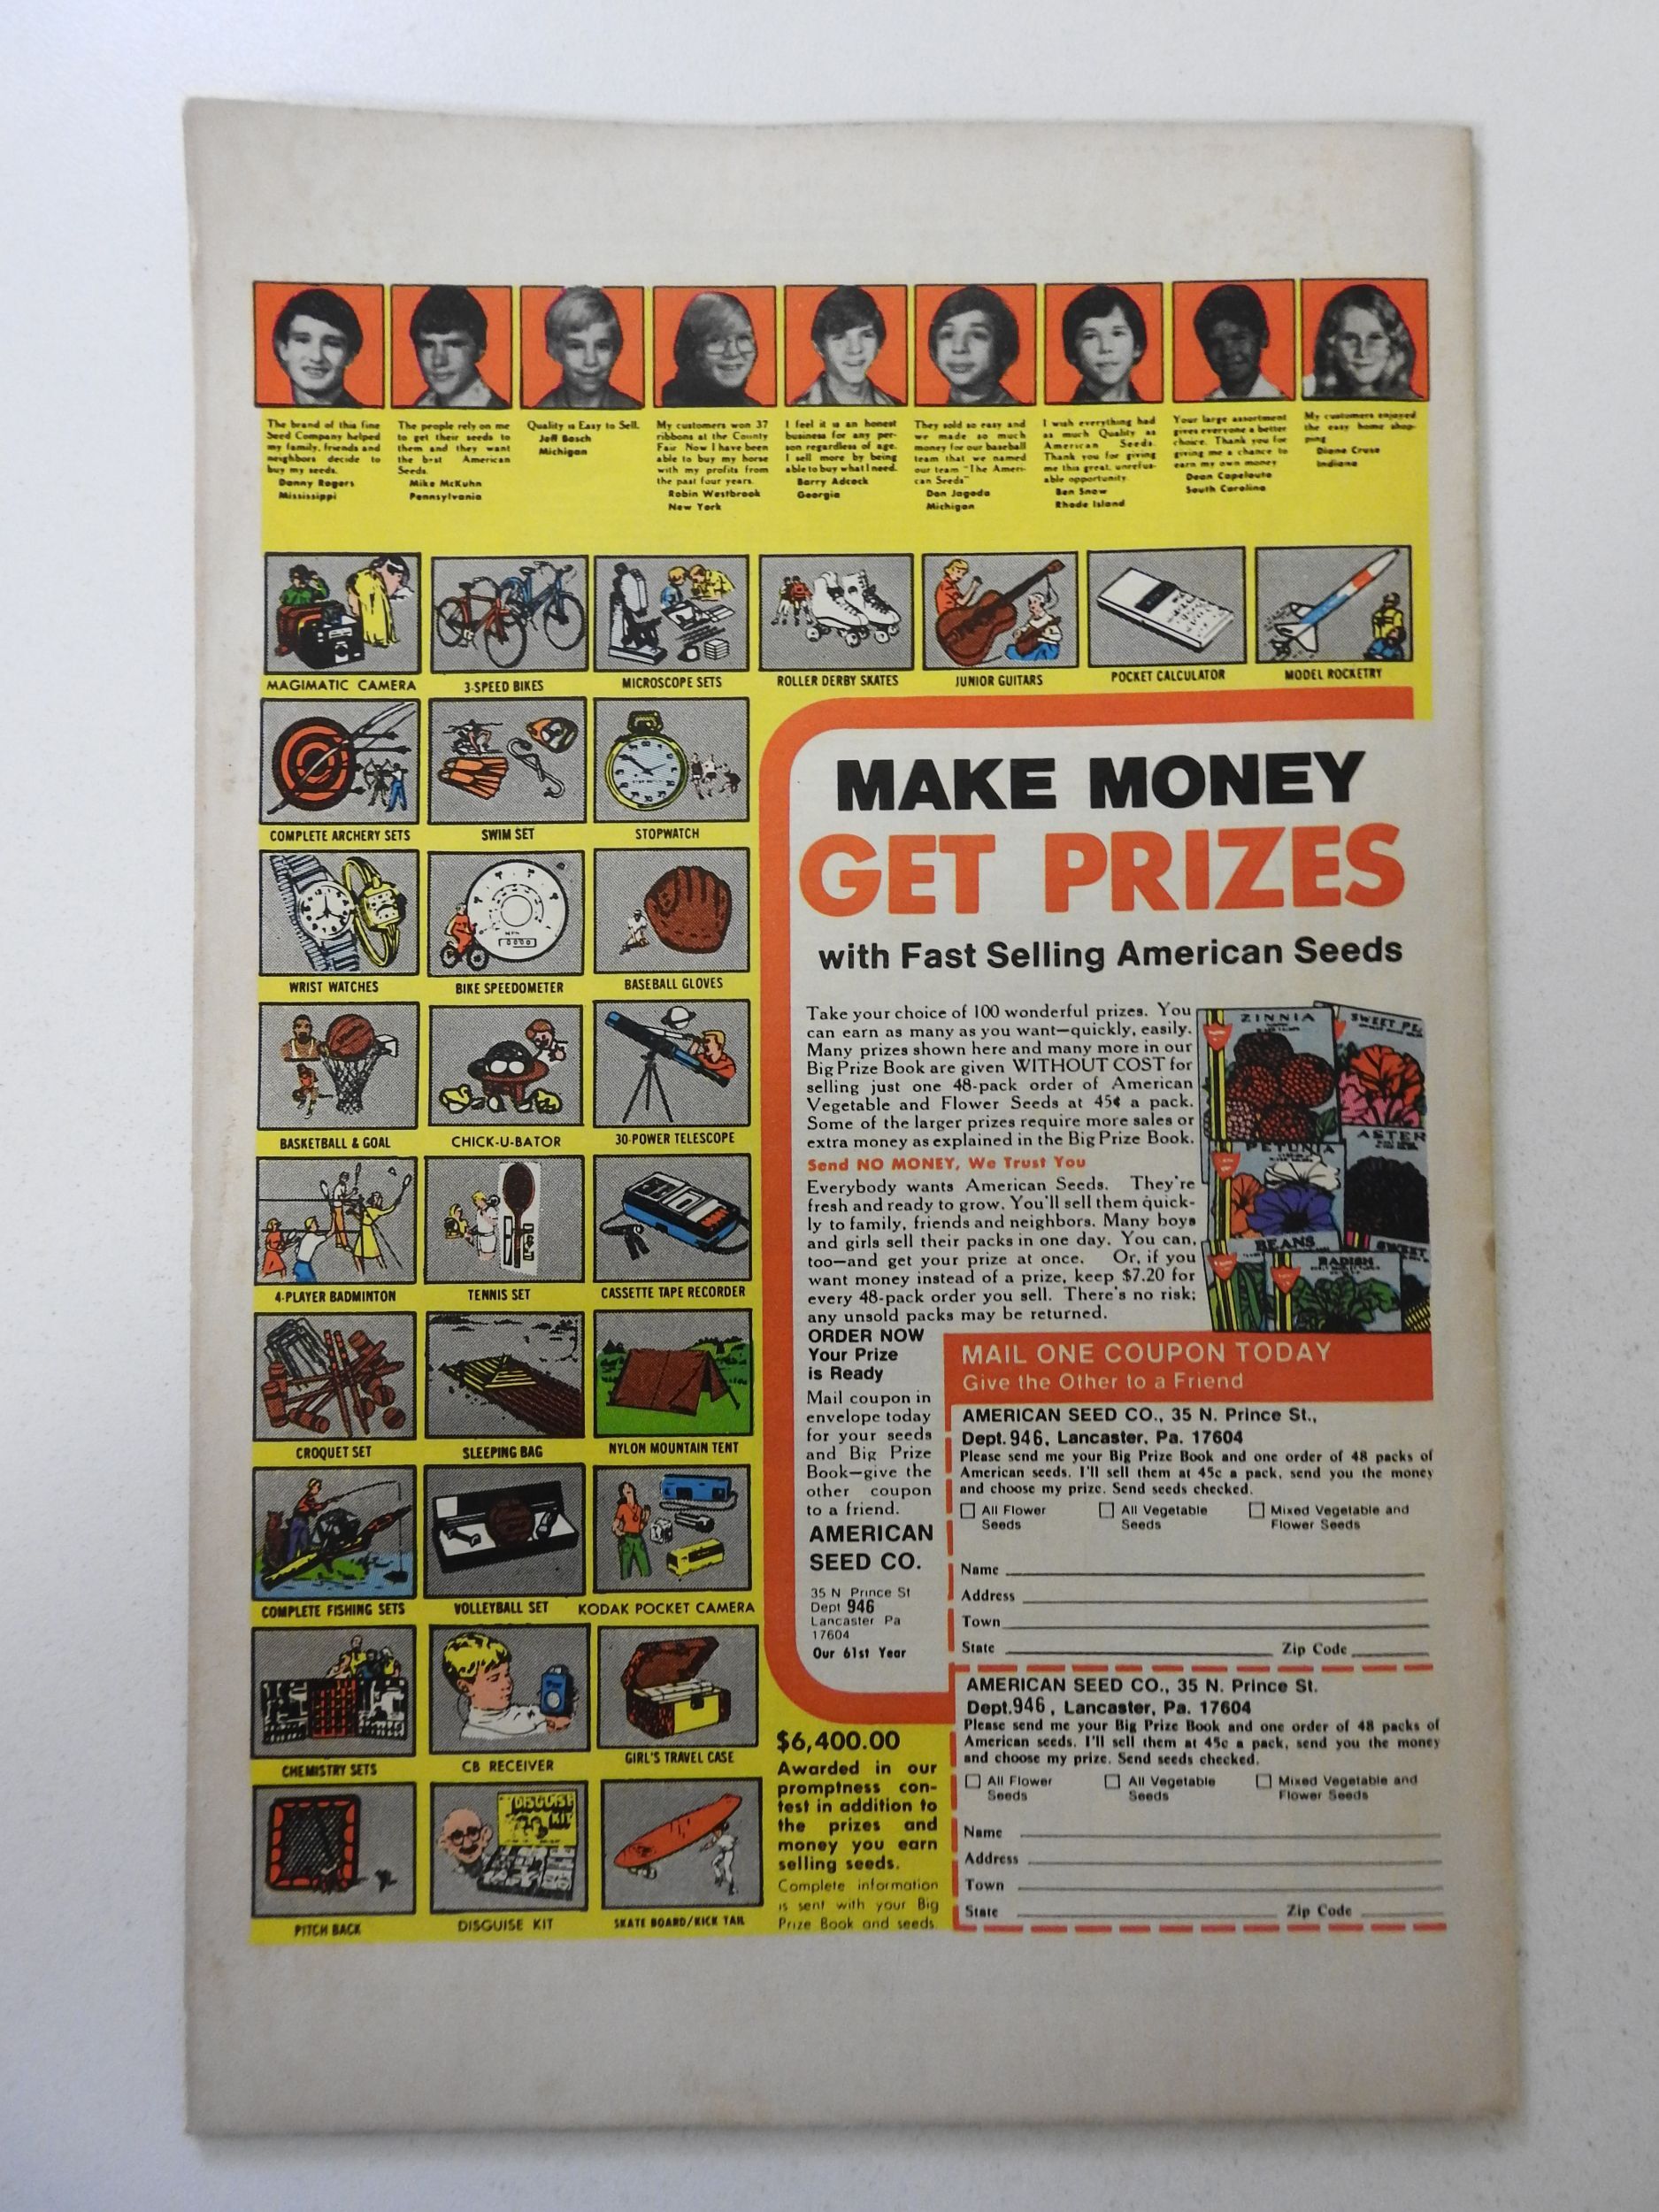 The brand of this fine
Seed Company helped
my family, friends and
neighbors decide to
buy my seeds.
Danny Rogers
Mississippi
The people rely on me
to get their seeds to
them and they want
the best American
Seeds.
Mike McKuhn
Pennsylvania
Quality is Easy to Sell.
Jeff Bosch
Michigan
My customers won 37
ribbons at the County
Fair Now I have been
able to buy my horse
with my profits from
the past four years.
Robin Westbrook
New York
I feel it is an honest
business for any per-
son regardless of age.
I sell more by being
able to buy what I need.
Barry Adcock
Georgia
They sold so easy and
we made so much
money for our baseball
team that we named
our team "The Ameri-
can Seeds"
Dan Jagoda
Michigan
I wish everything had
as much Quality as
American Seeds.
Thank you for giving
me this great, unrefus-
able opportunity.
Ben Snow
Rhode Island
Your large assortment
gives everyone a better
choice. Thank you for
giving me a chance to
earn my own money
Dean Capelouto
South Carolina
My customers enjoyed
the easy home shop-
ping
Diane Cruse
Indiana
MAGIMATIC CAMERA
3-SPEED BIKES
MICROSCOPE SETS
ROLLER DERBY SKATES
JUNIOR GUITARS
POCKET CALCULATOR
MODEL ROCKETRY
COMPLETE ARCHERY SETS
SWIM SET
STOPWATCH
WRIST WATCHES
BIKE SPEEDOMETER
BASEBALL GLOVES
BASKETBALL & GOAL
CHICK-U-BATOR
30-POWER TELESCOPE
4-PLAYER BADMINTON
TENNIS SET
CASSETTE TAPE RECORDER
CROQUET SET
SLEEPING BAG
NYLON MOUNTAIN TENT
COMPLETE FISHING SETS
VOLLEYBALL SET
KODAK POCKET CAMERA
CHEMISTRY SETS
CB RECEIVER
GIRL'S TRAVEL CASE
DISGUISE
KIT
PITCH BACK
DISGUISE KIT
SKATE BOARD/KICK TAIL
MAKE MONEY
GET PRIZES
with Fast Selling American Seeds
Take your choice of 100 wonderful prizes. You
can earn as many as you want—quickly, easily.
Many prizes shown here and many more in our
Big Prize Book are given WITHOUT COST for
selling just one 48-pack order of American
Vegetable and Flower Seeds at 45¢ a pack.
Some of the larger prizes require more sales or
extra money as explained in the Big Prize Book.
Send NO MONEY, We Trust You
Everybody wants American Seeds. They're
fresh and ready to grow. You'll sell them quick-
ly to family, friends and neighbors. Many boys
and girls sell their packs in one day. You can,
too—and get your prize at once. Or, if you
want money instead of a prize, keep $7.20 for
every 48-pack order you sell. There's no risk;
any unsold packs may be returned.
ZINNIA
SWEET PE
PETUNIA
ASTER
BEANS
RADISH
SWEET
ORDER NOW
Your Prize
is Ready
Mail coupon in
envelope today
for your seeds
and Big Prize
Book—give the
other coupon
to a friend.
AMERICAN
SEED CO.
35 N Prince St
Dept 946
Lancaster Pa
17604
Our 61st Year
$6,400.00
Awarded in our
promptness con-
test in addition to
the prizes and
money you earn
selling seeds.
Complete information
is sent with your Big
Prize Book and seeds.
MAIL ONE COUPON TODAY
Give the Other to a Friend
AMERICAN SEED CO., 35 N. Prince St.,
Dept. 946, Lancaster, Pa. 17604
Please send me your Big Prize Book and one order of 48 packs of
American seeds. I'll sell them at 45c a pack, send you the money
and choose my prize. Send seeds checked.
All Flower Seeds
All Vegetable Seeds
Mixed Vegetable and Flower Seeds
Name
Address
Town
State Zip Code
AMERICAN SEED CO., 35 N. Prince St.
Dept. 946, Lancaster, Pa. 17604
Please send me your Big Prize Book and one order of 48 packs of
American seeds. I'll sell them at 45c a pack, send you the money
and choose my prize. Send seeds checked.
All Flower Seeds
All Vegetable Seeds
Mixed Vegetable and Flower Seeds
Name
Address
Town
State Zip Code